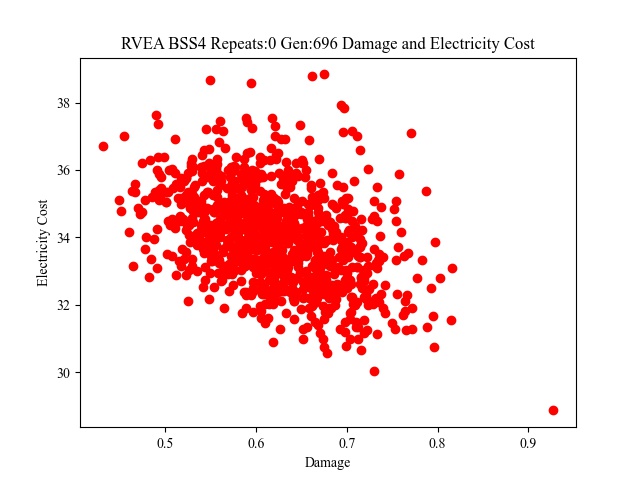 RVEA BSS4 Repeats:0 Gen:696 Damage and Electricity Cost
Electricity Cost
38
36
34
32
30
0.5 0.6 0.7 0.8 0.9
Damage